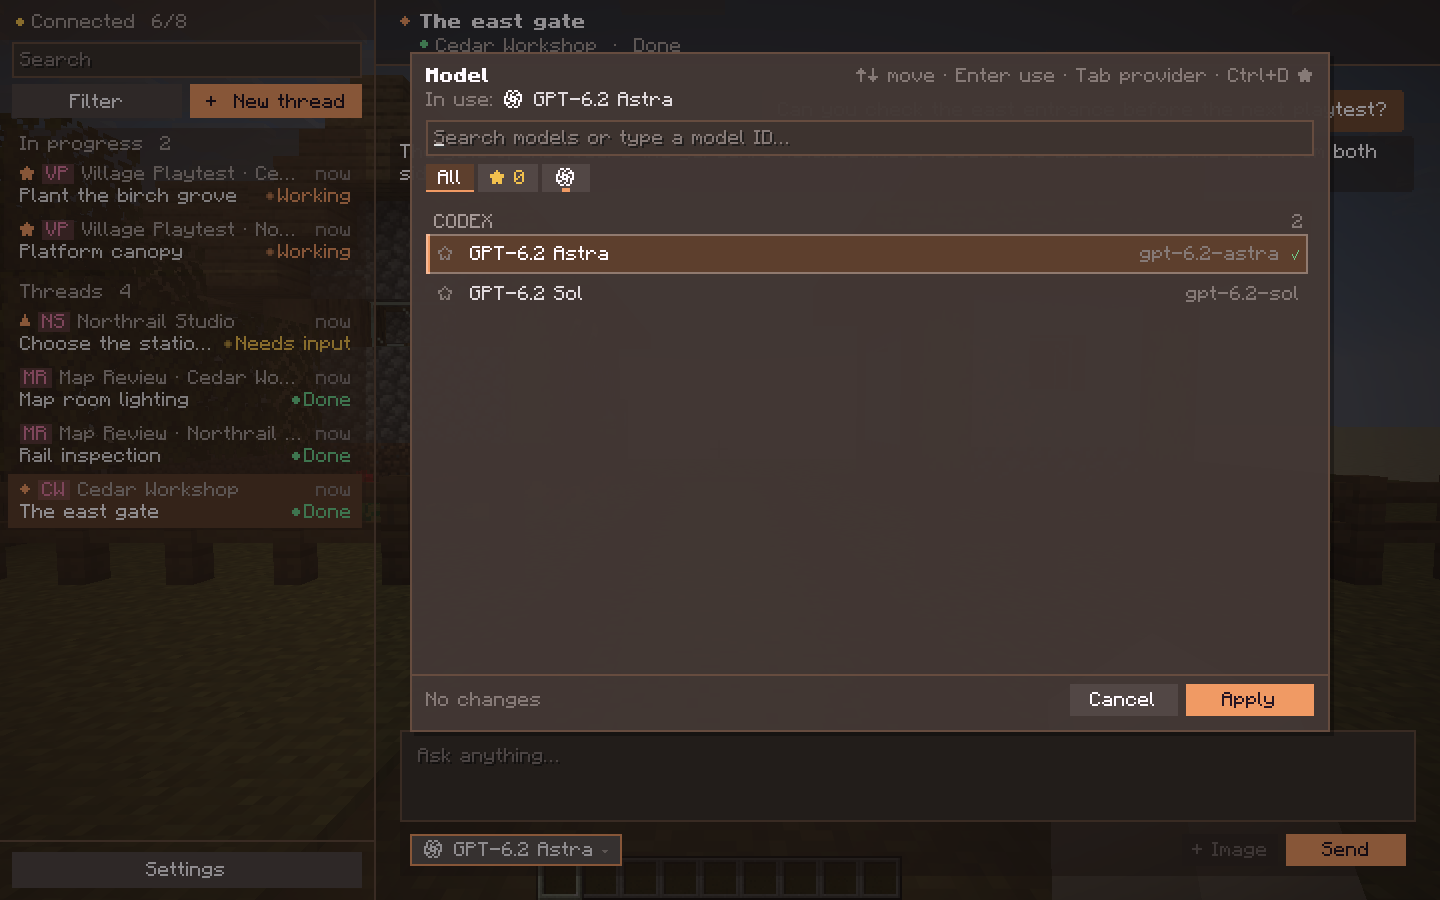 Connected 6/8
Search
Filter
+ New thread
In progress 2
VP Village Playtest · Ce... now
Plant the birch grove Working
VP Village Playtest · No... now
Platform canopy Working
Threads 4
NS Northrail Studio now
Choose the statio... Needs input
MR Map Review · Cedar Wo... now
Map room lighting Done
MR Map Review · Northrail ... now
Rail inspection Done
CW Cedar Workshop now
The east gate Done
Settings
The east gate
Cedar Workshop · Done
ytest?
both
Model
↑↓ move · Enter use · Tab provider · Ctrl+D ★
In use: GPT-6.2 Astra
Search models or type a model ID...
All
★ 0
CODEX 2
GPT-6.2 Astra gpt-6.2-astra ✓
GPT-6.2 Sol gpt-6.2-sol
No changes
Cancel
Apply
Ask anything...
GPT-6.2 Astra
+ Image
Send